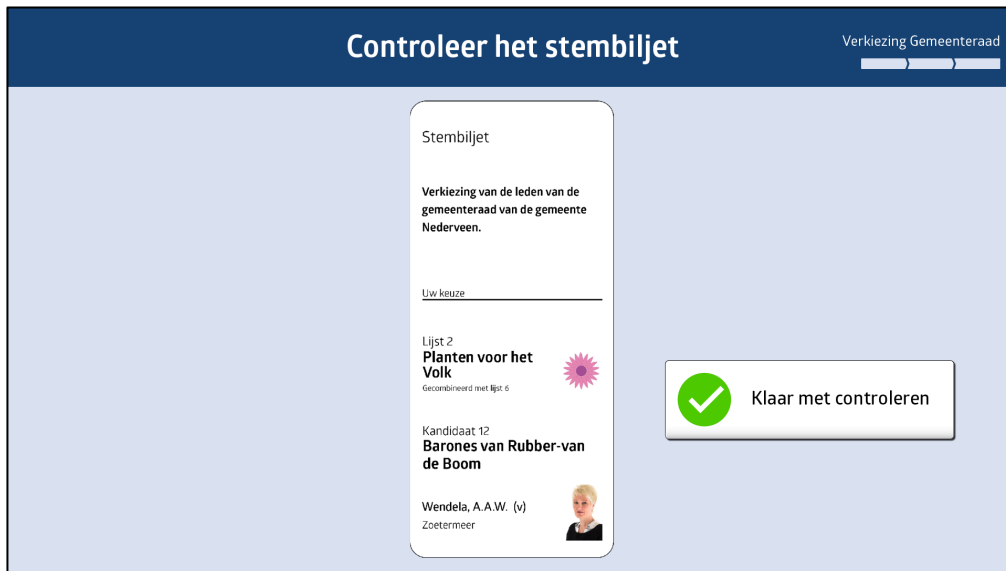 Controleer het stembiljet
Verkiezing Gemeenteraad
Stembiljet
Verkiezing van de leden van de
gemeenteraad van de gemeente
Nederveen.
Uw keuze
Lijst 2
Planten voor het
Volk
Gecombineerd met lijst 6
Kandidaat 12
Barones van Rubber-van
de Boom
Wendela, A.A.W. (v)
Zoetermeer
Klaar met controleren